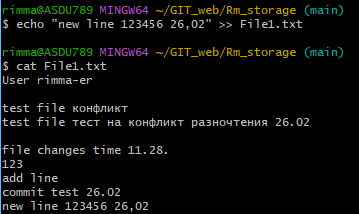 rimma@ASDU789 MINGW64 ~/GIT_web/Rm_storage (main)
$ echo "new line 123456 26,02" >> File1.txt

rimma@ASDU789 MINGW64 ~/GIT_web/Rm_storage (main)
$ cat File1.txt
User rimma-er

test file конфликт
test file тест на конфликт разночтения 26.02

file changes time 11.28.
123
add line
commit test 26.02
new line 123456 26,02